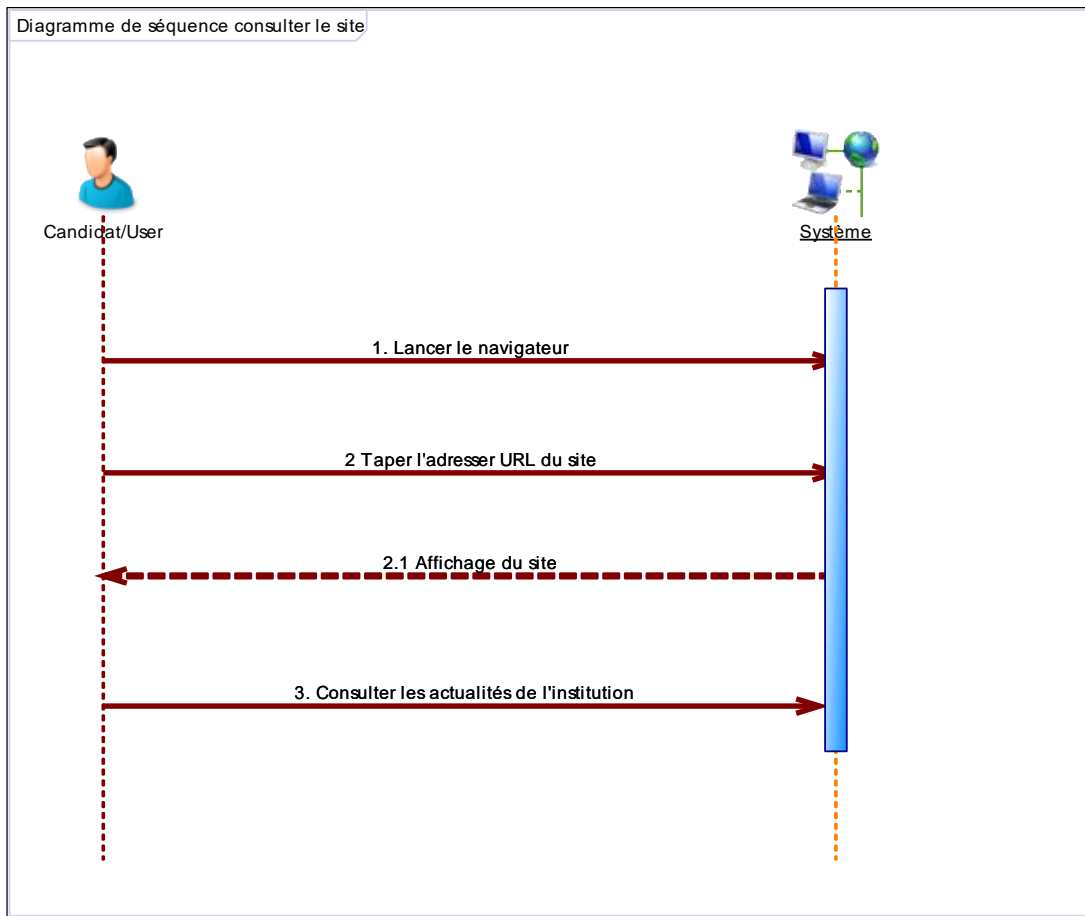 Diagramme de séquence consulter le site
Candidat/User
Système
1. Lancer le navigateur
2 Taper l'adresser URL du site
2.1 Affichage du site
3. Consulter les actualités de l'institution